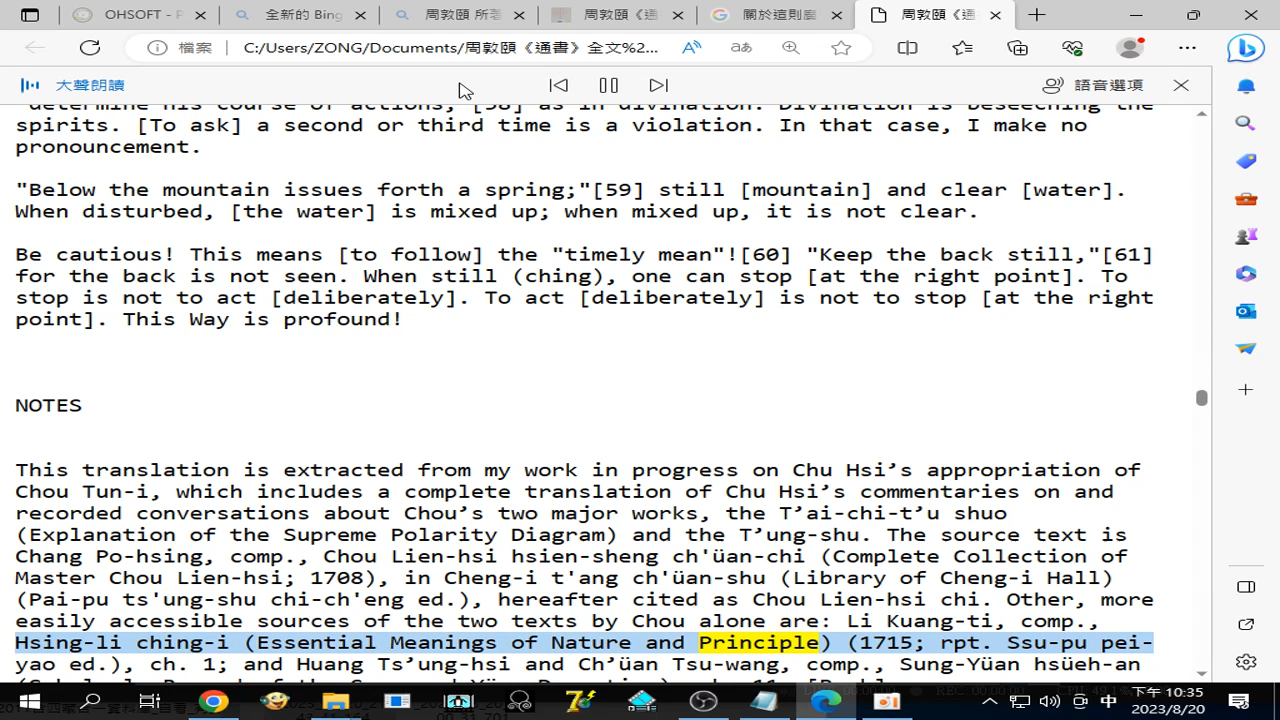 OHSOFT - F
全新的 Bing
周敦頤 所著
周敦頤《通
關於這則廟
周敦頤《通
檔案
C:/Users/ZONG/Documents/周敦頤《通書》全文%2...
大聲朗讀
語音選項
determine his course of actions, [58] as in divination. Divination is beseeching the
spirits. [To ask] a second or third time is a violation. In that case, I make no
pronouncement.
"Below the mountain issues forth a spring;"[59] still [mountain] and clear [water].
When disturbed, [the water] is mixed up; when mixed up, it is not clear.
Be cautious! This means [to follow] the "timely mean"![60] "Keep the back still,"[61]
for the back is not seen. When still (ching), one can stop [at the right point]. To
stop is not to act [deliberately]. To act [deliberately] is not to stop [at the right
point]. This Way is profound!
NOTES
This translation is extracted from my work in progress on Chu Hsi’s appropriation of
Chou Tun-i, which includes a complete translation of Chu Hsi’s commentaries on and
recorded conversations about Chou’s two major works, the T’ai-chi-t’u shuo
(Explanation of the Supreme Polarity Diagram) and the T’ung-shu. The source text is
Chang Po-hsing, comp., Chou Lien-hsi hsien-sheng ch'üan-chi (Complete Collection of
Master Chou Lien-hsi; 1708), in Cheng-i t'ang ch'üan-shu (Library of Cheng-i Hall)
(Pai-pu ts'ung-shu chi-ch'eng ed.), hereafter cited as Chou Lien-hsi chi. Other, more
easily accessible sources of the two texts by Chou alone are: Li Kuang-ti, comp.,
Hsing-li ching-i (Essential Meanings of Nature and Principle) (1715; rpt. Ssu-pu pei-
yao ed.), ch. 1; and Huang Ts’ung-hsi and Ch’üan Tsu-wang, comp., Sung-Yüan hsüeh-an
中
下午 10:35
2023/8/20